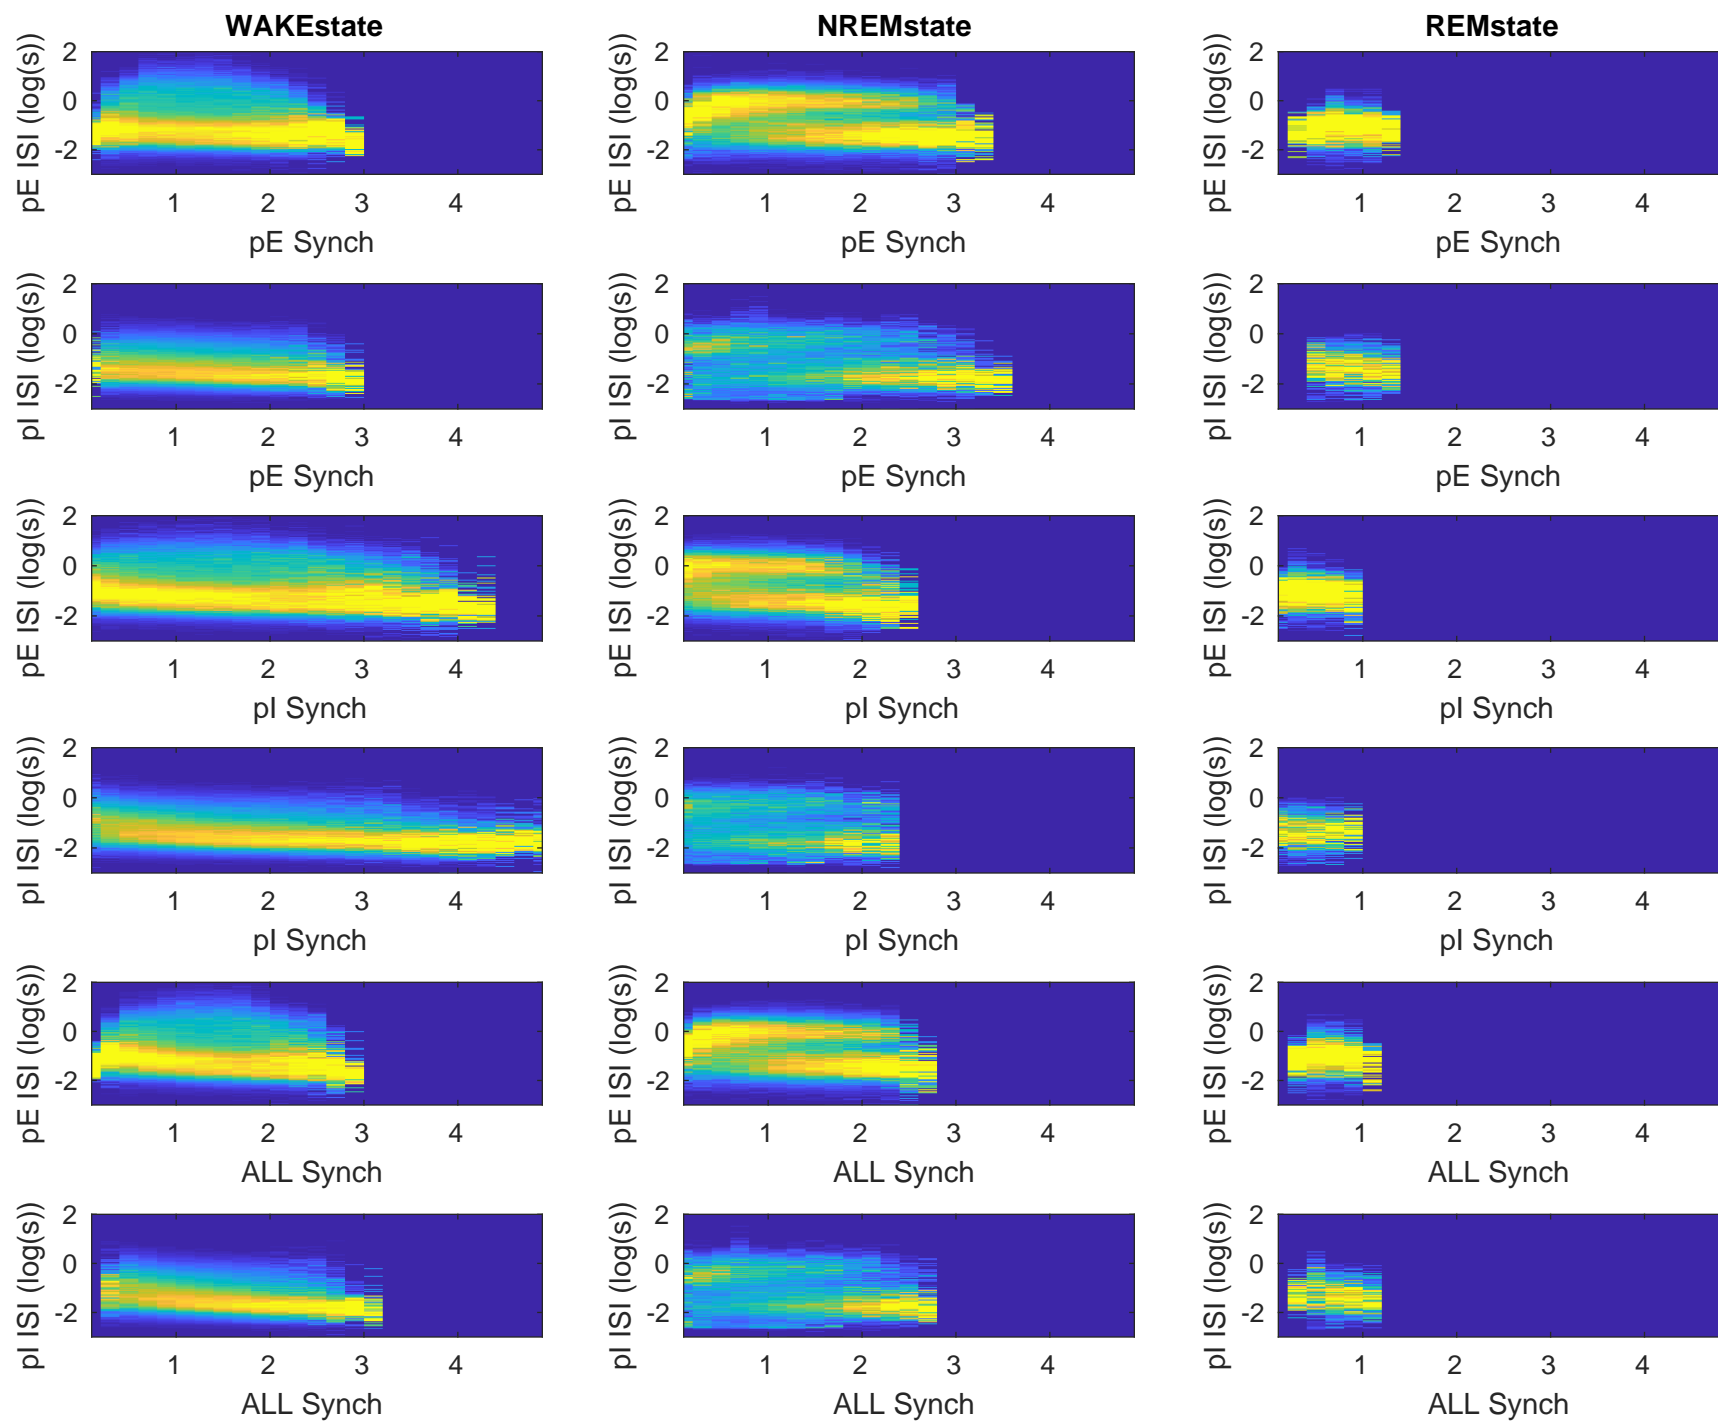 WAKEstate NREMstate REMstate
pE ISI (log(s)) 2 0 -2 pE ISI (log(s)) 2 0 -2 pE ISI (log(s)) 2 0 -2
1 2 3 4 1 2 3 4 1 2 3 4
pE Synch pE Synch pE Synch
pI ISI (log(s)) 2 0 -2 pI ISI (log(s)) 2 0 -2 pI ISI (log(s)) 2 0 -2
1 2 3 4 1 2 3 4 1 2 3 4
pE Synch pE Synch pE Synch
pE ISI (log(s)) 2 0 -2 pE ISI (log(s)) 2 0 -2 pE ISI (log(s)) 2 0 -2
1 2 3 4 1 2 3 4 1 2 3 4
pI Synch pI Synch pI Synch
pI ISI (log(s)) 2 0 -2 pI ISI (log(s)) 2 0 -2 pI ISI (log(s)) 2 0 -2
1 2 3 4 1 2 3 4 1 2 3 4
pI Synch pI Synch pI Synch
pE ISI (log(s)) 2 0 -2 pE ISI (log(s)) 2 0 -2 pE ISI (log(s)) 2 0 -2
1 2 3 4 1 2 3 4 1 2 3 4
ALL Synch ALL Synch ALL Synch
pI ISI (log(s)) 2 0 -2 pI ISI (log(s)) 2 0 -2 pI ISI (log(s)) 2 0 -2
1 2 3 4 1 2 3 4 1 2 3 4
ALL Synch ALL Synch ALL Synch